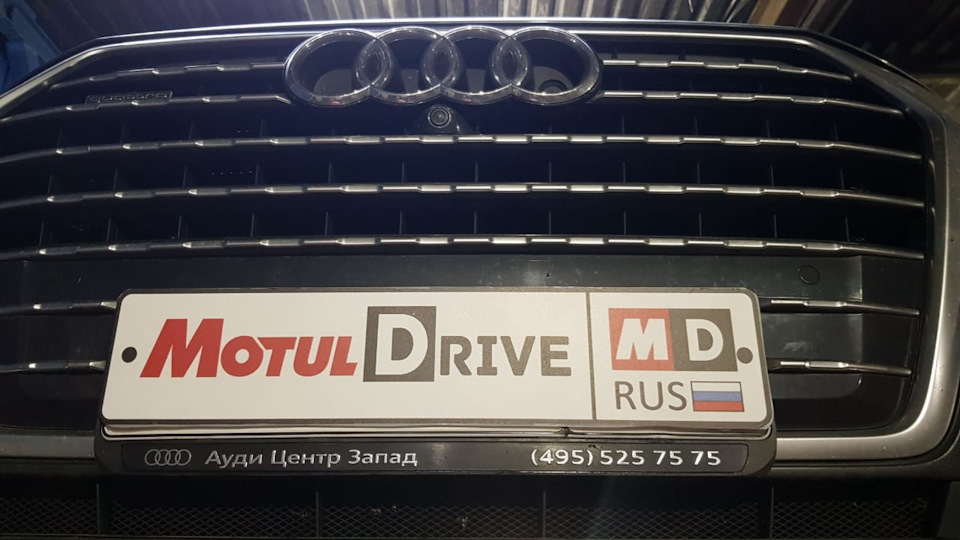 quattro
MOTUL DRIVE
MD
RUS
Ауди Центр Запад (495) 525 75 75